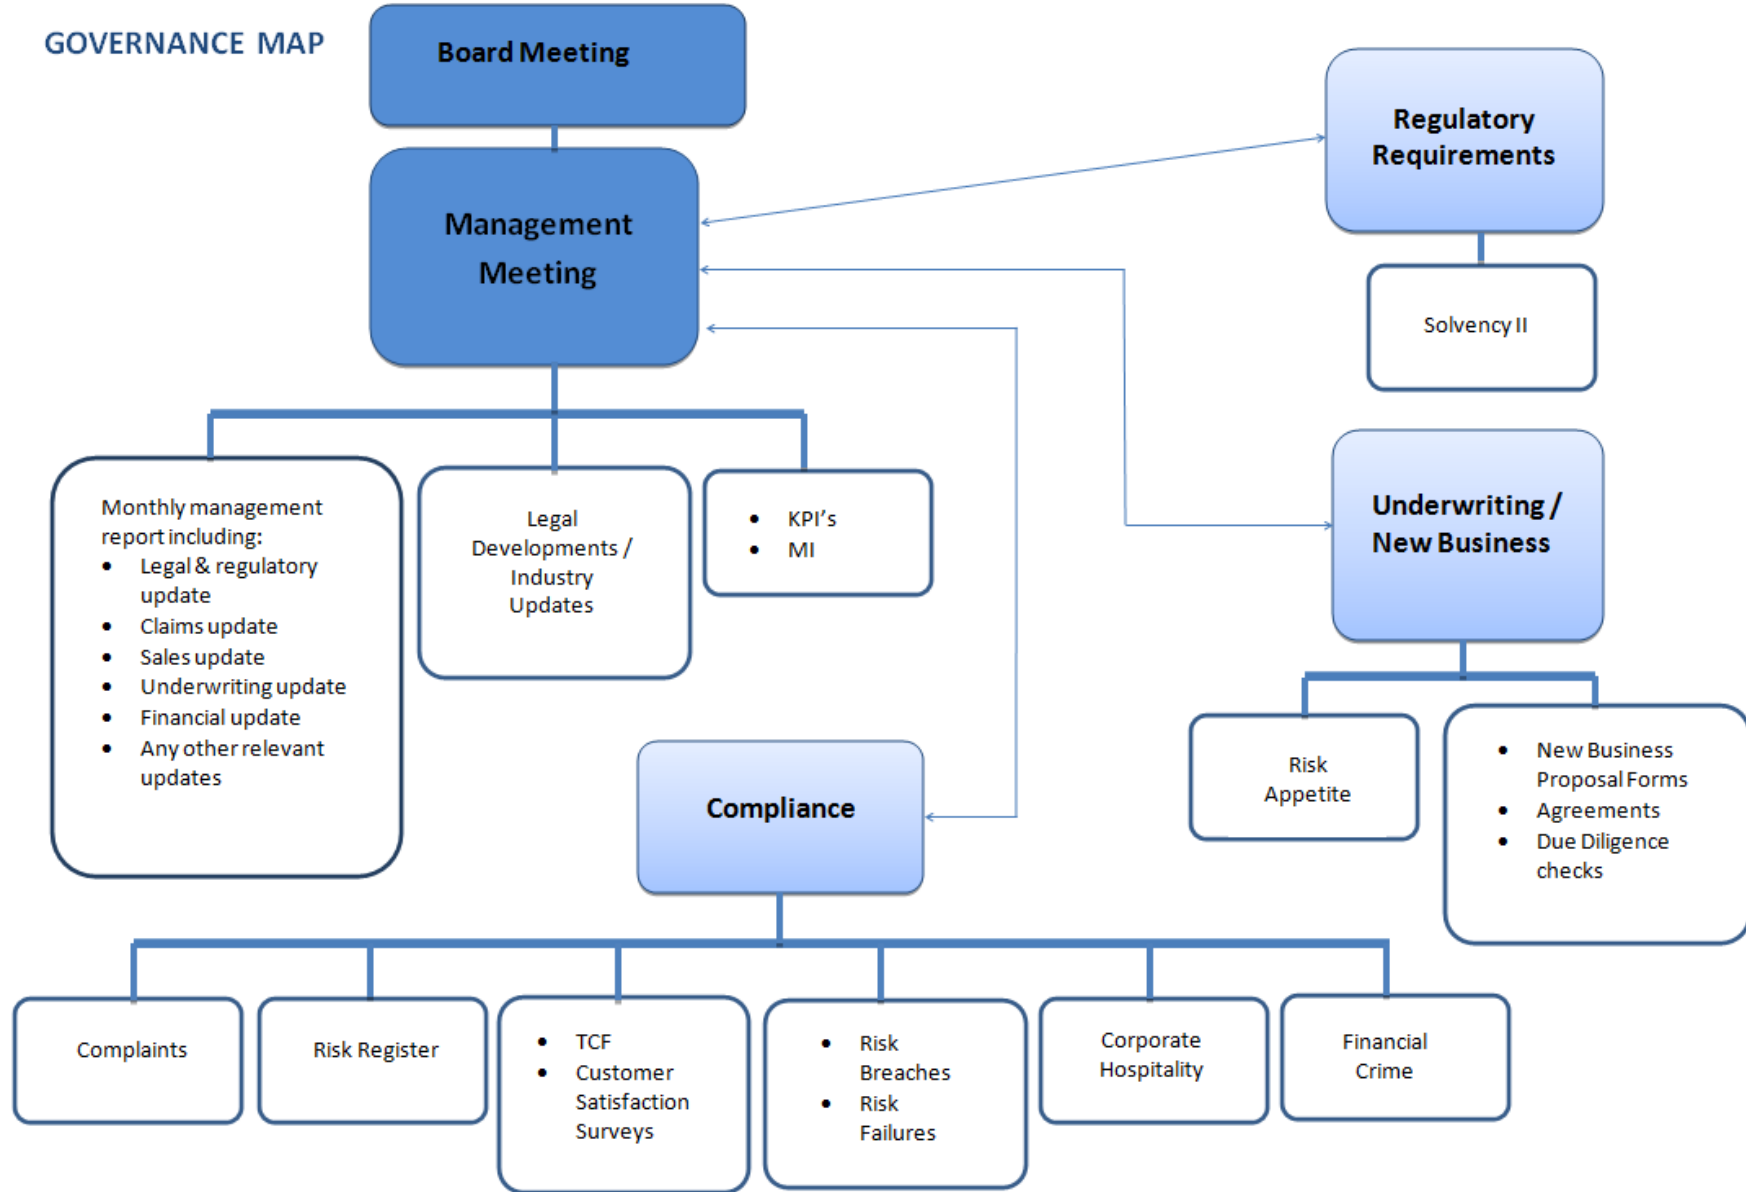 GOVERNANCE MAP
Board Meeting
Regulatory
Requirements
Management
Meeting
Solvency II
Monthly management
report including:
• Legal & regulatory
update
• Claims update
• Sales update
• Underwriting update
• Financial update
• Any other relevant
updates
Legal
Developments /
Industry
Updates
• KPI's
• MI
Underwriting /
New Business
Risk
Appetite
• New Business
Proposal Forms
• Agreements
• Due Diligence
checks
Compliance
Complaints
Risk Register
• TCF
• Customer
Satisfaction
Surveys
• Risk
Breaches
• Risk
Failures
Corporate
Hospitality
Financial
Crime